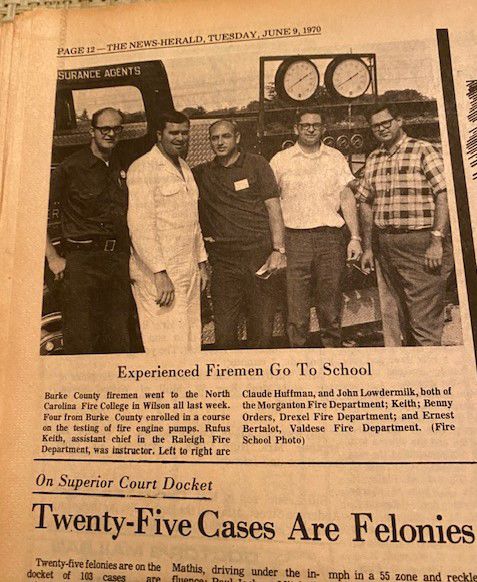 PAGE 12 — THE NEWS-HERALD, TUESDAY, JUNE 9, 1970
SURANCE AGENTS
Experienced Firemen Go To School
Burke County firemen went to the North
Carolina Fire College in Wilson all last week.
Four from Burke County enrolled in a course
on the testing of fire engine pumps. Rufus
Keith, assistant chief in the Raleigh Fire
Department, was instructor. Left to right are
Claude Huffman, and John Lowdermilk, both of
the Morganton Fire Department; Keith; Benny
Orders, Drexel Fire Department; and Ernest
Bertalot, Valdese Fire Department. (Fire
School Photo)
On Superior Court Docket
Twenty-Five Cases Are Felonies
Twenty-five felonies are on the
docket of 103 cases are
Mathis, driving under the in-
mph in a 55 zone and reckle